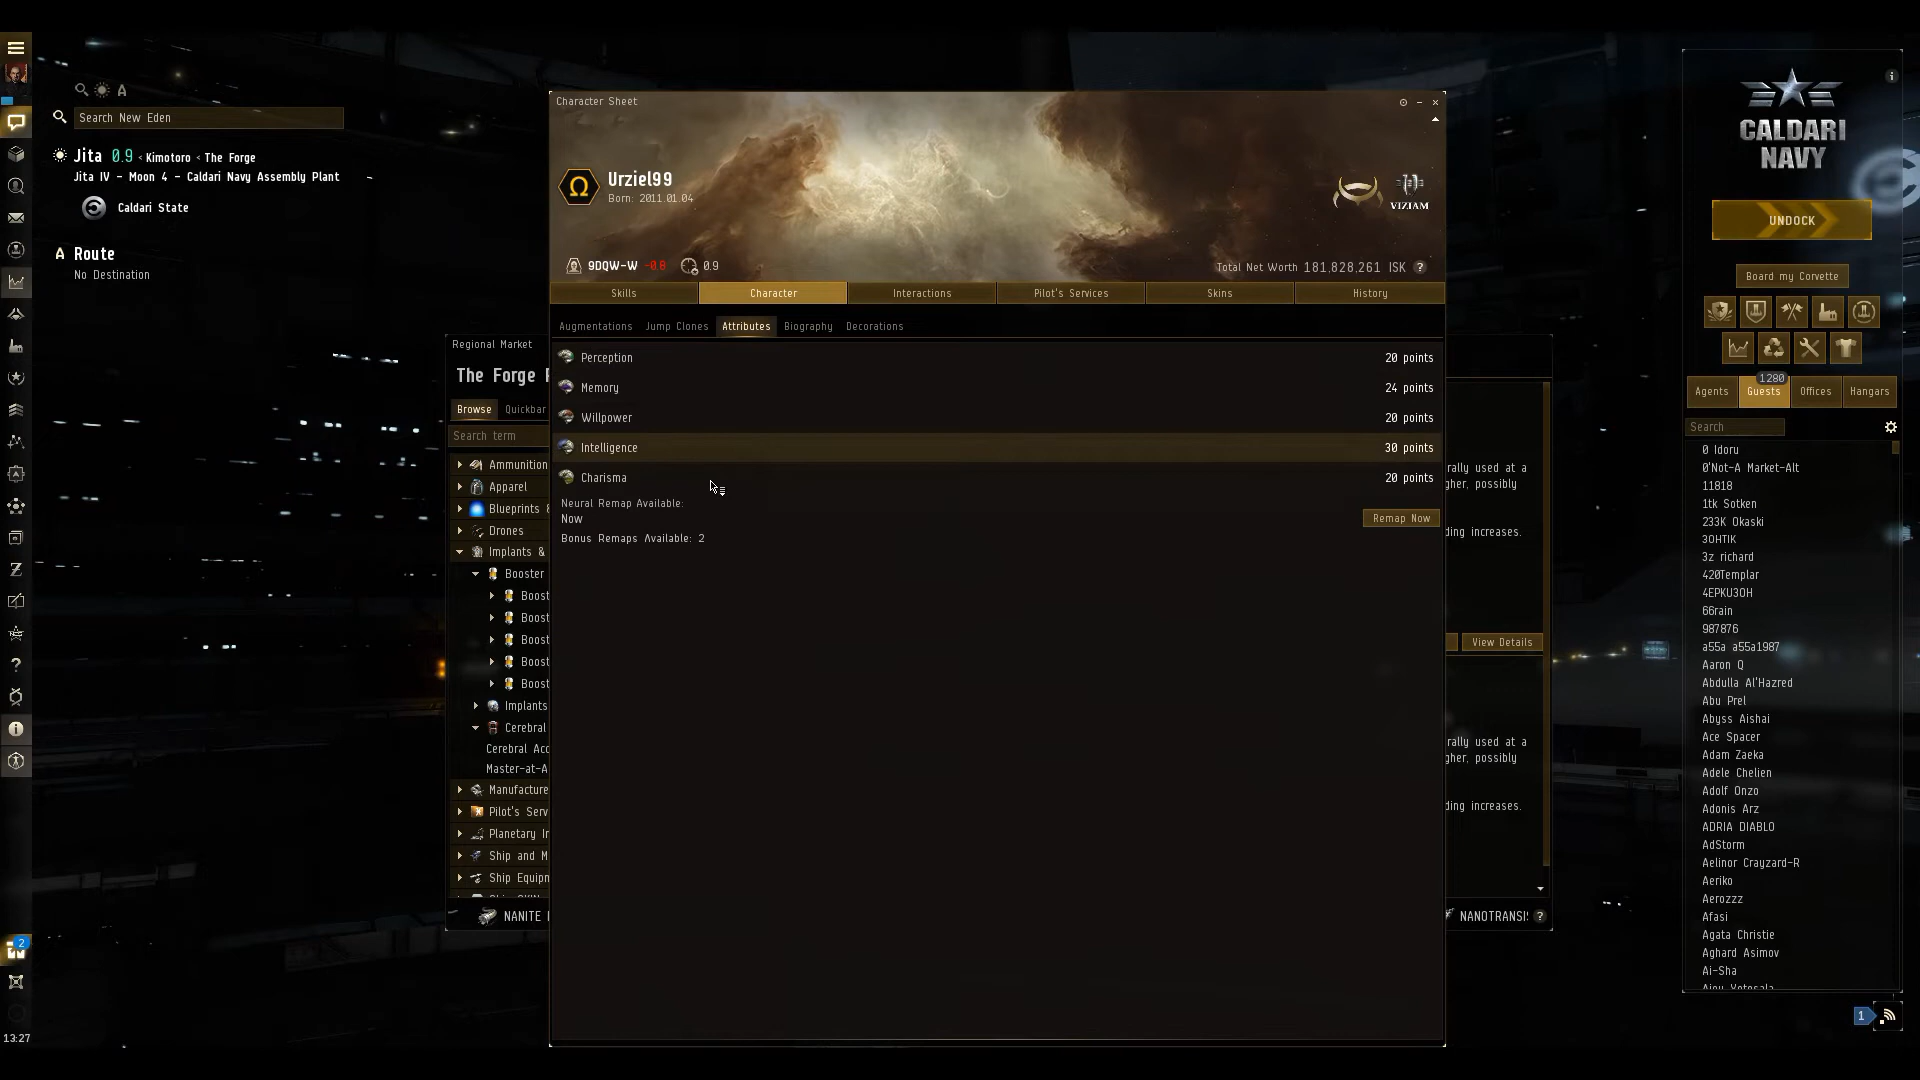 Search New Eden
Jita 0.9 < Kimotoro < The Forge
Jita IV - Moon 4 - Caldari Navy Assembly Plant
Caldari State
A Route
No Destination
13:27
2
Regional Market
The Forge
Browse Quickbar
Search term
Ammunition
Apparel
Blueprints &
Drones
Implants &
Booster
Boost
Boost
Boost
Boost
Boost
Implants
Cerebral
Cerebral Acc
Master-at-A
Manufacture
Pilot's Serv
Planetary In
Ship and M
Ship Equipm
NANITE
Character Sheet
Ω
Urziel99
Born: 2011.01.04
VIZIAM
9DQW-W -0.8 0.9
Total Net Worth 181,828,261 ISK ?
Skills Character Interactions Pilot's Services Skins History
Augmentations Jump Clones Attributes Biography Decorations
Perception 20 points
Memory 24 points
Willpower 20 points
Intelligence 30 points
Charisma 20 points
Neural Remap Available:
Now
Remap Now
Bonus Remaps Available: 2
rally used at a
gher, possibly
ding increases.
View Details
rally used at a
gher, possibly
ding increases.
NANOTRANSI ?
CALDARI
NAVY
UNDOCK
Board my Corvette
1280
Agents Guests Offices Hangars
Search
0 Idoru
0'Not-A Market-Alt
11818
1tk Sotken
233K Okaski
3OHTIK
3z richard
420Templar
4EPKU3OH
66rain
987876
a55a a55a1987
Aaron Q
Abdulla Al'Hazred
Abu Prel
Abyss Aishai
Ace Spacer
Adam Zaeka
Adele Chelien
Adolf Onzo
Adonis Arz
ADRIA DIABLO
AdStorm
Aelinor Crayzard-R
Aeriko
Aerozzz
Afasi
Agata Christie
Aghard Asimov
Ai-Sha
1